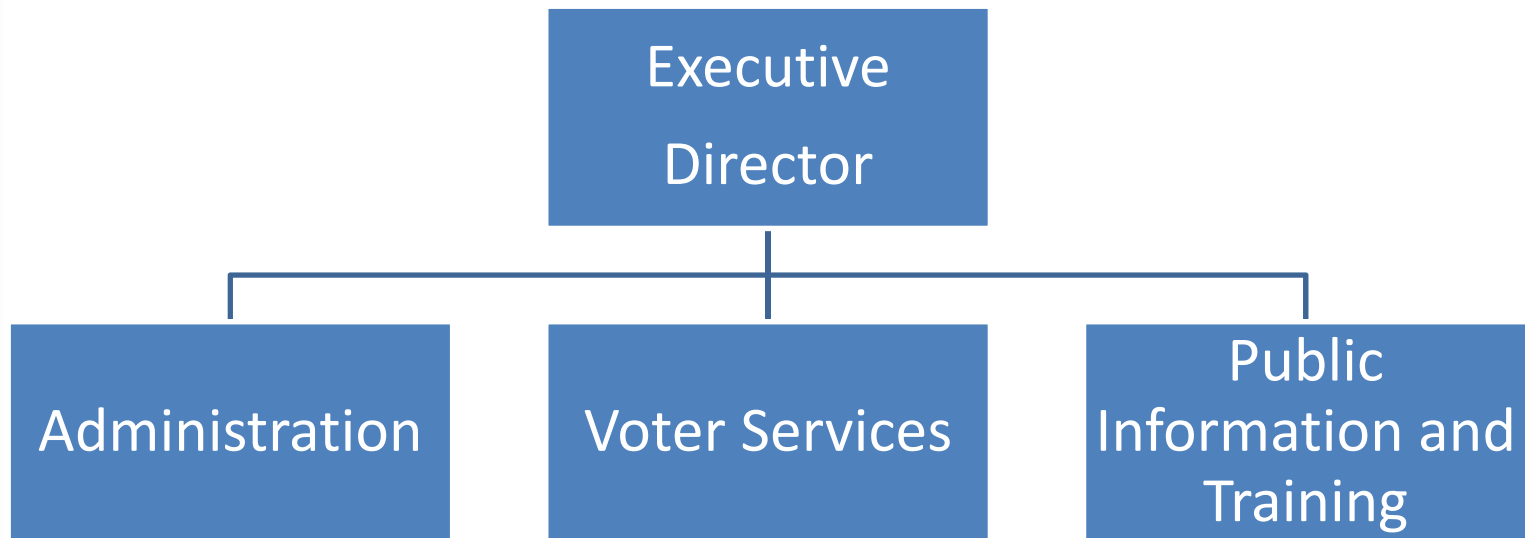 Executive
Director
Administration
Voter Services
Public
Information and
Training